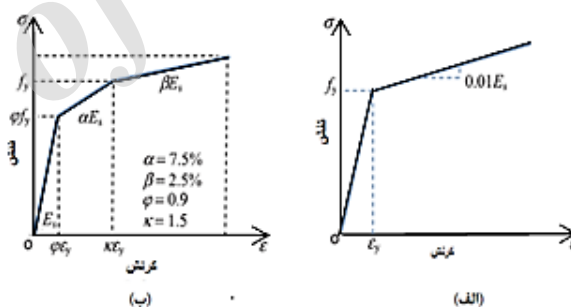 σ
f_y
φf_y
تنش
αE_s
βE_s
α = 7.5%
β = 2.5%
φ = 0.9
κ = 1.5
E_s
O
φε_y
κε_y
ε
کرنش
(ب)
σ
f_y
تنش
0.01E_s
O
ε_y
کرنش
(الف)